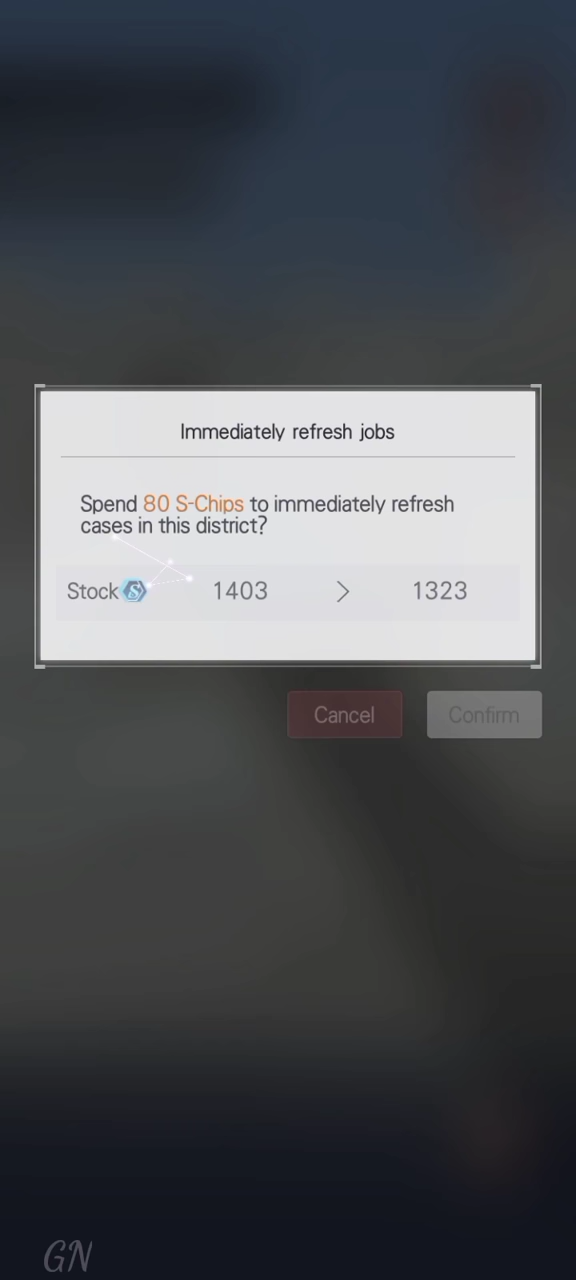 Immediately refresh jobs
Spend 80 S-Chips to immediately refresh
cases in this district?
Stock S 1403 > 1323
Cancel Confirm
GN